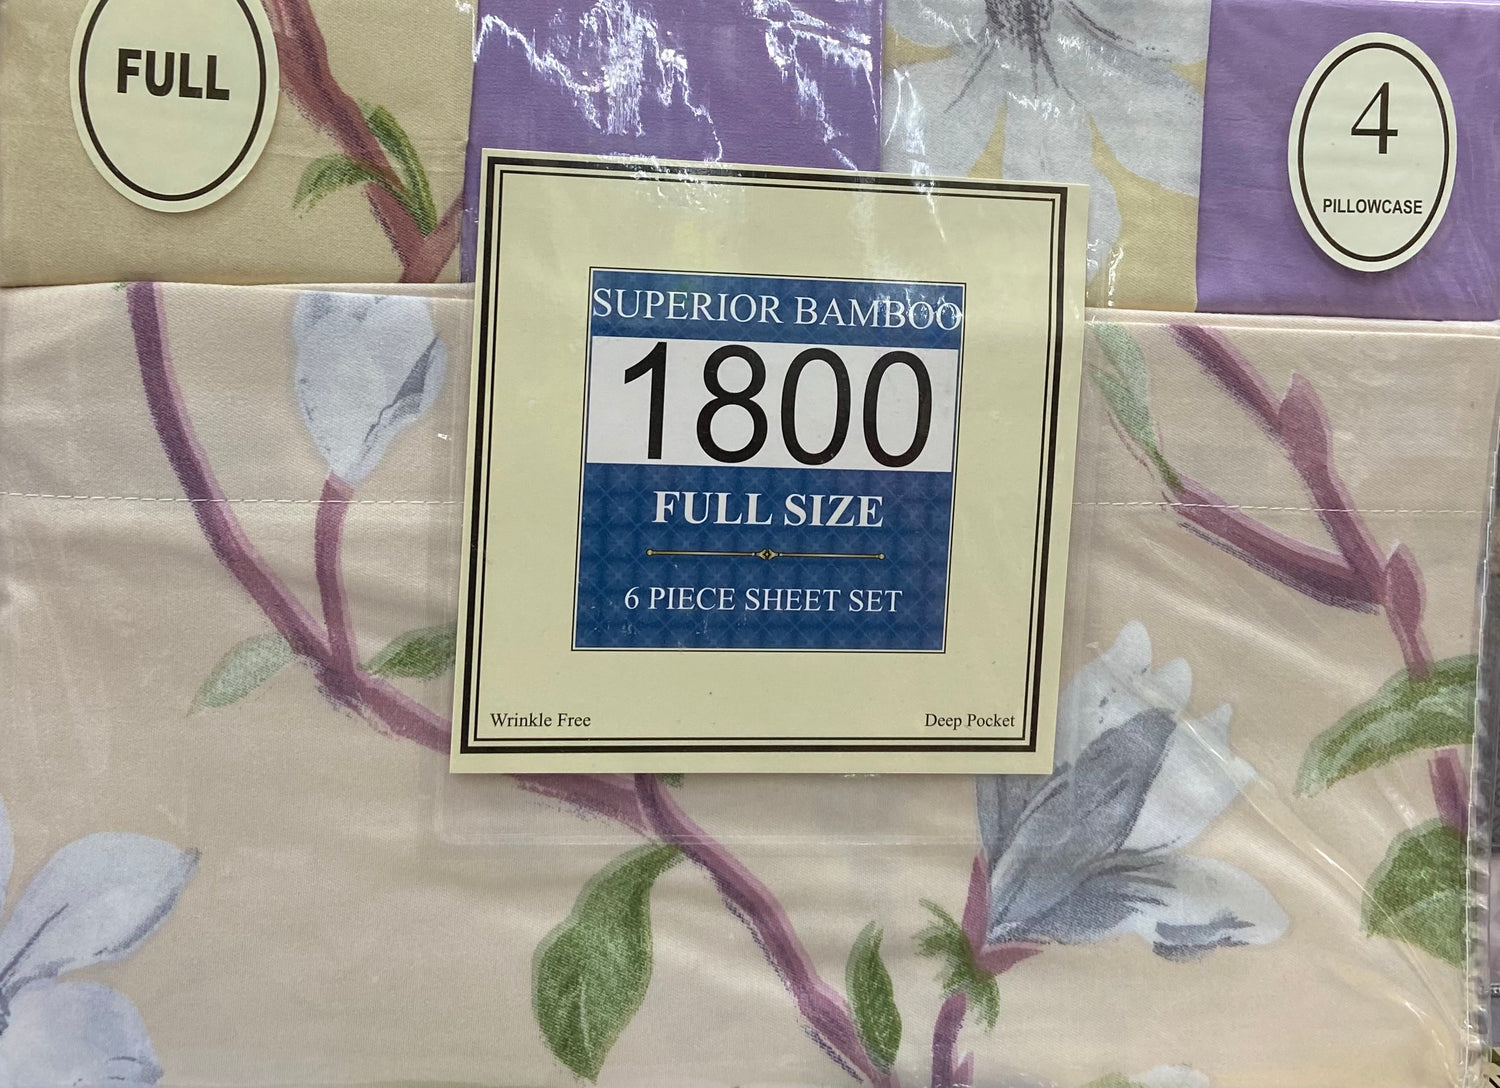 FULL
4
PILLOWCASE
SUPERIOR BAMBOO
1800
FULL SIZE
6 PIECE SHEET SET
Wrinkle Free
Deep Pocket